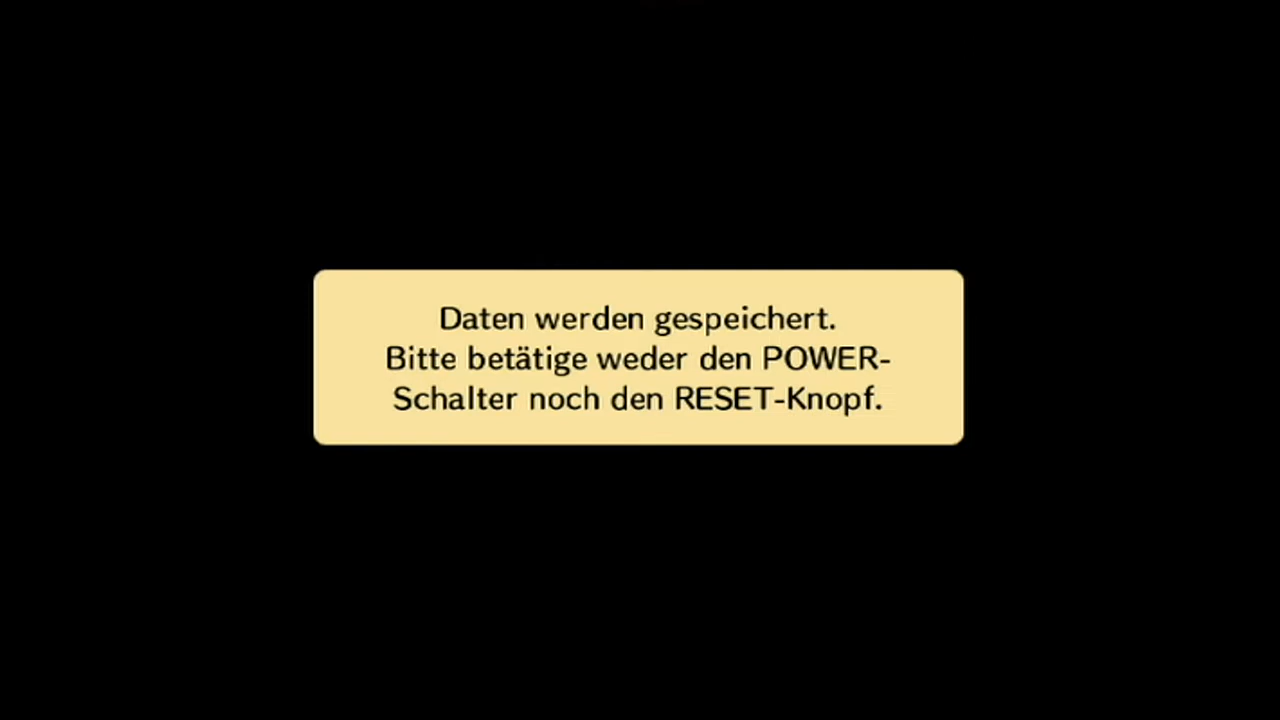 Daten werden gespeichert.
Bitte betätige weder den POWER-
Schalter noch den RESET-Knopf.